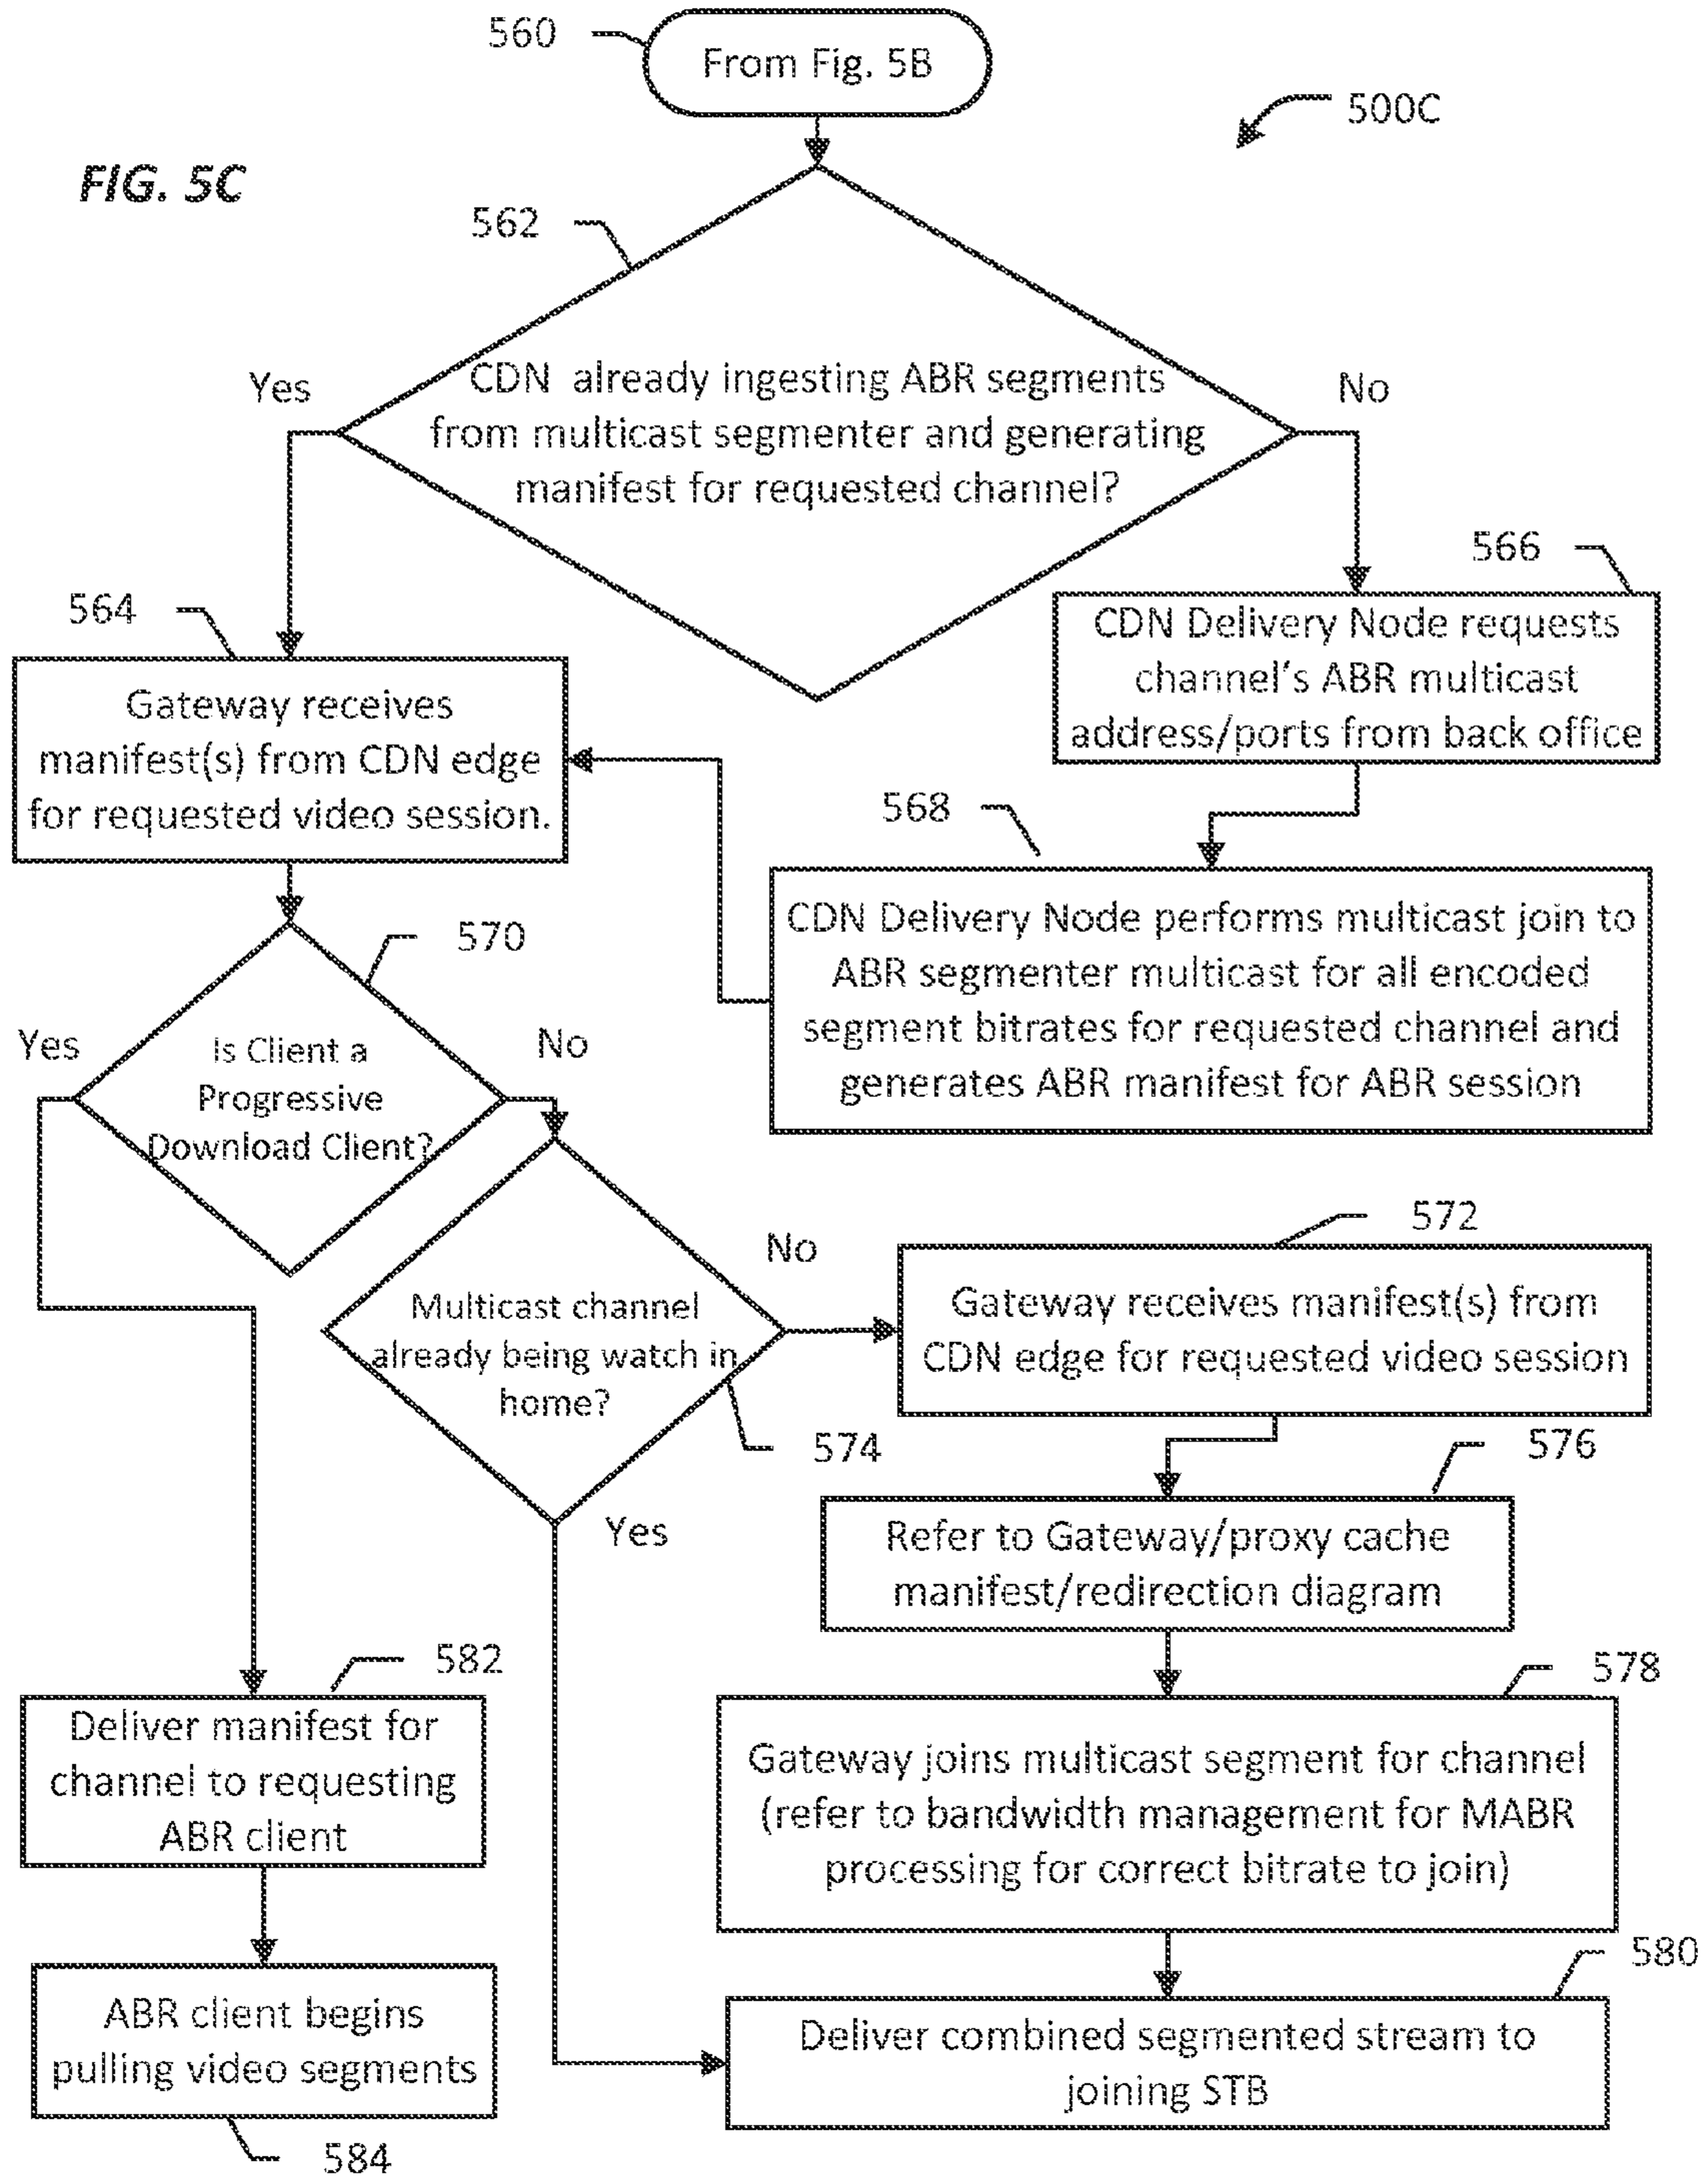 560
From Fig. 5B
500C
FIG. 5C
562
Yes
CDN already ingesting ABR segments
from multicast segmenter and generating
manifest for requested channel?
No
566
564
CDN Delivery Node requests
channel's ABR multicast
address/ports from back office
Gateway receives
manifest(s) from CDN edge
for requested video session.
568
CDN Delivery Node performs multicast join to
ABR segmenter multicast for all encoded
segment bitrates for requested channel and
generates ABR manifest for ABR session
570
Yes
No
Is Client a
Progressive
Download Client?
572
No
Multicast channel
already being watch in
home?
Gateway receives manifest(s) from
CDN edge for requested video session
574
576
Yes
Refer to Gateway/proxy cache
manifest/redirection diagram
582
578
Deliver manifest for
channel to requesting
ABR client
Gateway joins multicast segment for channel
(refer to bandwidth management for MABR
processing for correct bitrate to join)
580
ABR client begins
pulling video segments
Deliver combined segmented stream to
joining STB
584